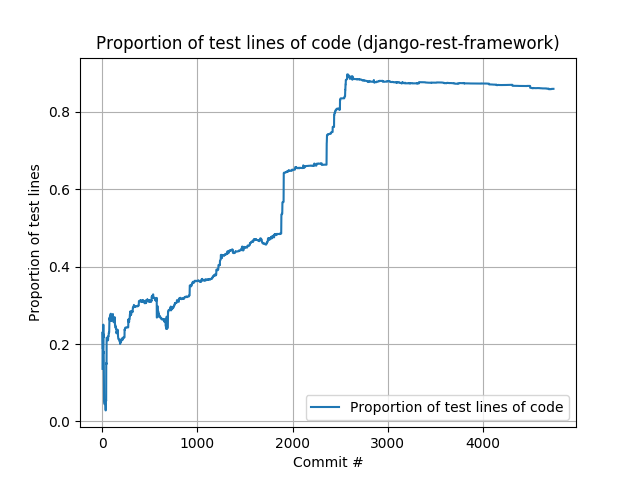 Proportion of test lines of code (django-rest-framework)
Proportion of test lines
0.8
0.6
0.4
0.2
0.0
Proportion of test lines of code
0 1000 2000 3000 4000
Commit #